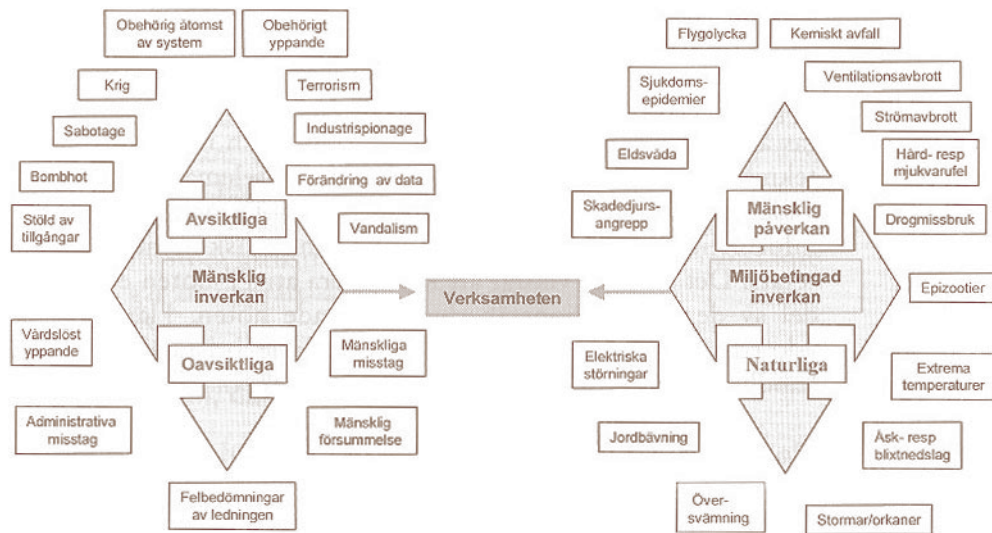 Obehörig åtomst
av system
Obehörigt
yppande
Krig
Terrorism
Sabotage
Industrispionage
Bombhot
Förändring av data
Stöld av
tillgångar
Avsiktliga
Vandalism
Mänsklig
inverkan
Vårdslöst
yppande
Oavsiktliga
Mänskliga
misstag
Administrativa
misstag
Mänsklig
försummelse
Felbedömningar
av ledningen
Verksamheten
Flygolycka
Kemiskt avfall
Sjukdoms-
epidemier
Ventilationsavbrott
Strömavbrott
Eldsvåda
Hård- resp
mjukvarufel
Skadedjurs-
angrepp
Mänsklig
påverkan
Drogmissbruk
Miljöbetingad
inverkan
Epizootier
Elektriska
störningar
Naturliga
Extrema
temperaturer
Jordbävning
Åsk- resp
blixtnedslag
Över-
svämning
Stormar/orkaner